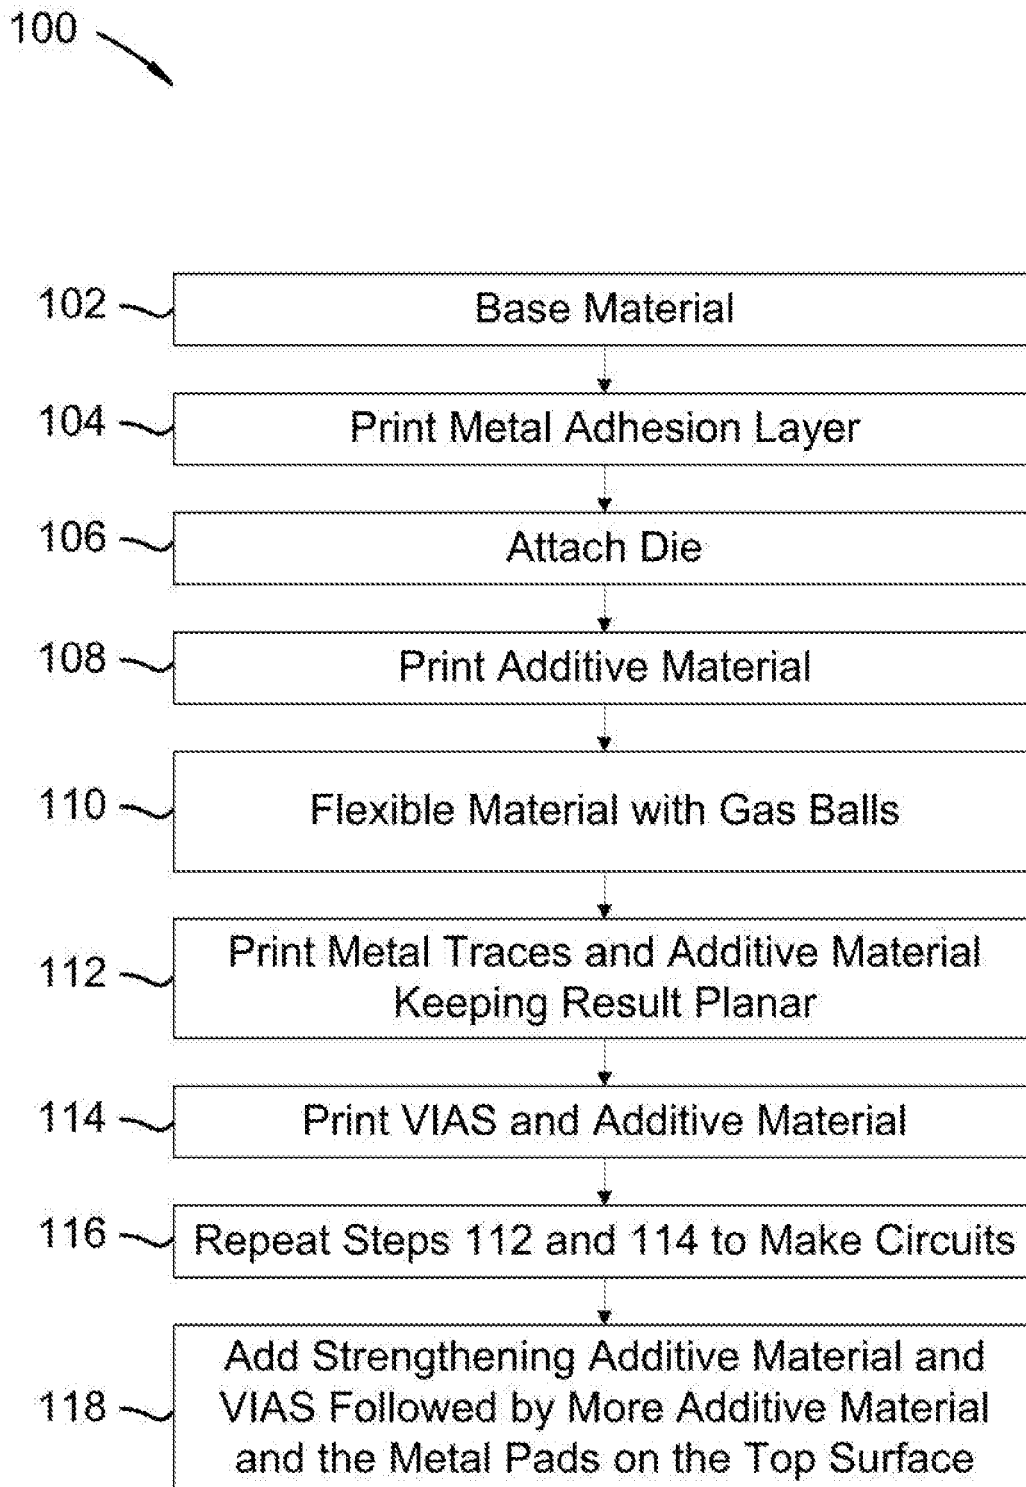 100
102
Base Material
104
Print Metal Adhesion Layer
106
Attach Die
108
Print Additive Material
110
Flexible Material with Gas Balls
112
Print Metal Traces and Additive Material
Keeping Result Planar
114
Print VIAS and Additive Material
116
Repeat Steps 112 and 114 to Make Circuits
118
Add Strengthening Additive Material and
VIAS Followed by More Additive Material
and the Metal Pads on the Top Surface